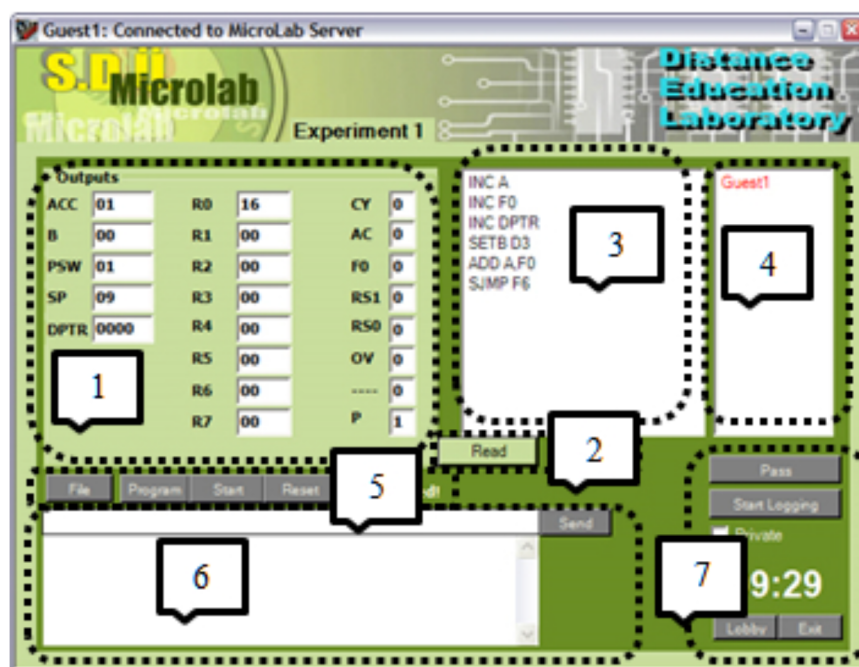 Guest1: Connected to MicroLab Server
S.D.Ü
Microlab
Microlab
Microlab
Experiment 1
Distance
Education
Laboratory
Outputs
ACC 01 R0 16 CY 0
B 00 R1 00 AC 0
PSW 01 R2 00 F0 0
SP 09 R3 00 RS1 0
DPTR 0000 R4 00 RS0 0
R5 00 OV 0
R6 00 ---- 0
R7 00 P 1
1
INC A
INC F0
INC DPTR
SETB D3
ADD A,F0
SJMP F6
3
Guest1
4
Read
2
File Program Start Reset
5
Send
6
Pass
Start Logging
Private
7
9:29
Lobby Exit